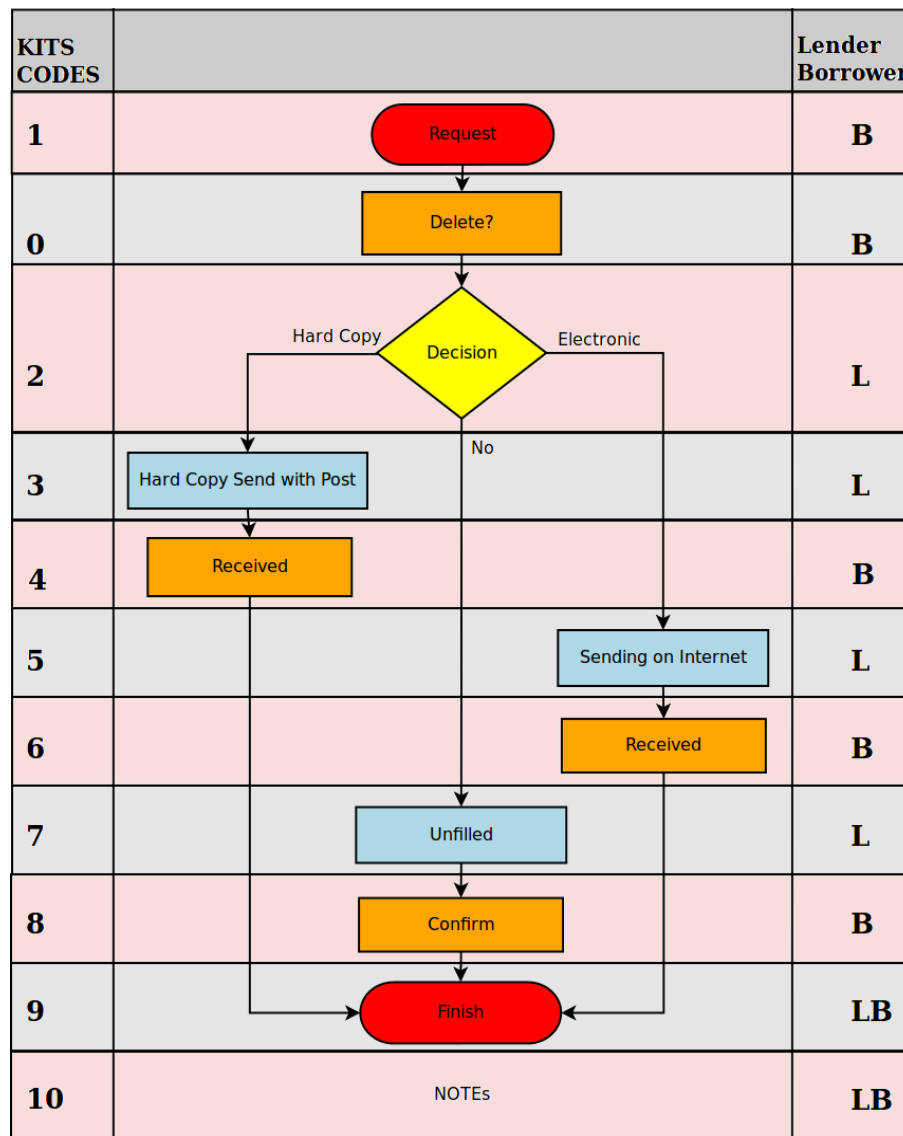 KITS
CODES
Lender
Borrower
1
Request
B
0
Delete?
B
Hard Copy
Electronic
2
Decision
L
No
3
Hard Copy Send with Post
L
4
Received
B
5
Sending on Internet
L
6
Received
B
7
Unfilled
L
8
Confirm
B
9
Finish
LB
10
NOTEs
LB